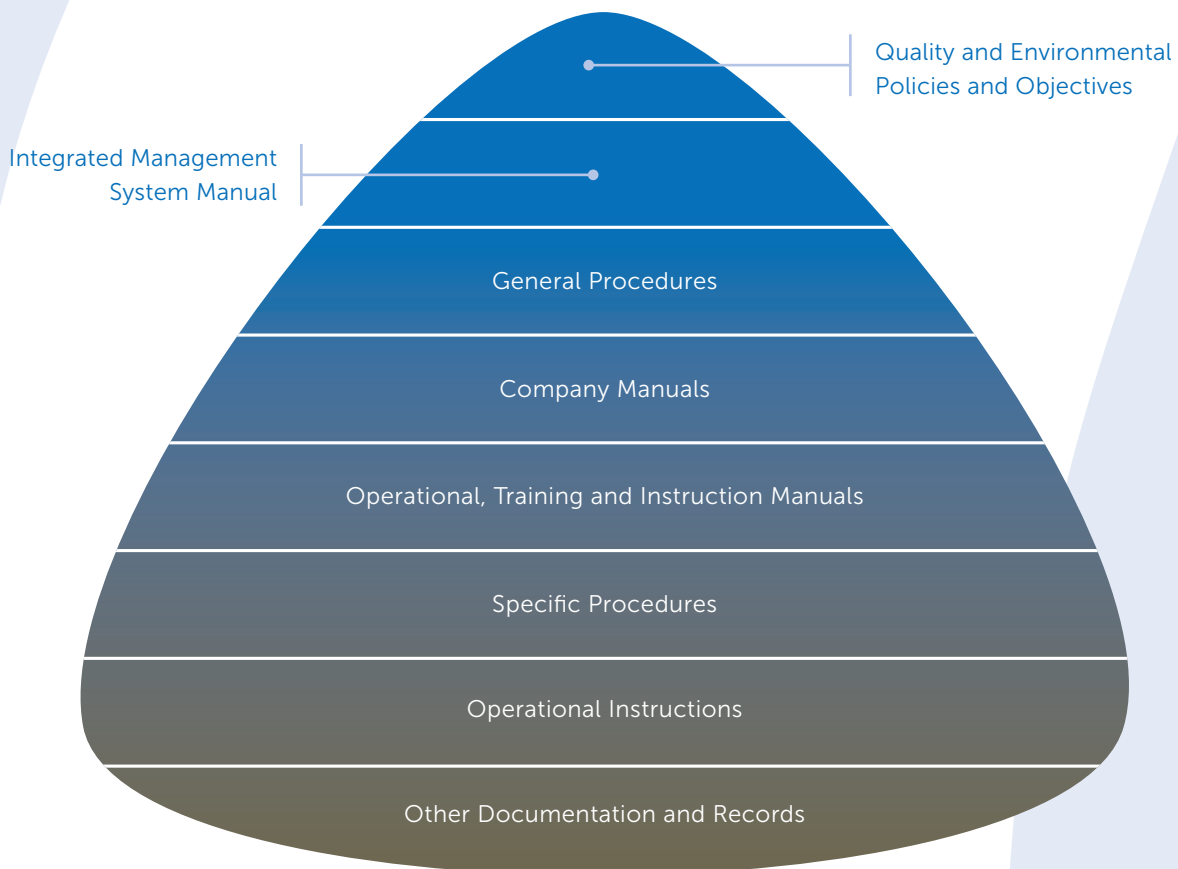 Quality and Environmental
Policies and Objectives
Integrated Management
System Manual
General Procedures
Company Manuals
Operational, Training and Instruction Manuals
Specific Procedures
Operational Instructions
Other Documentation and Records